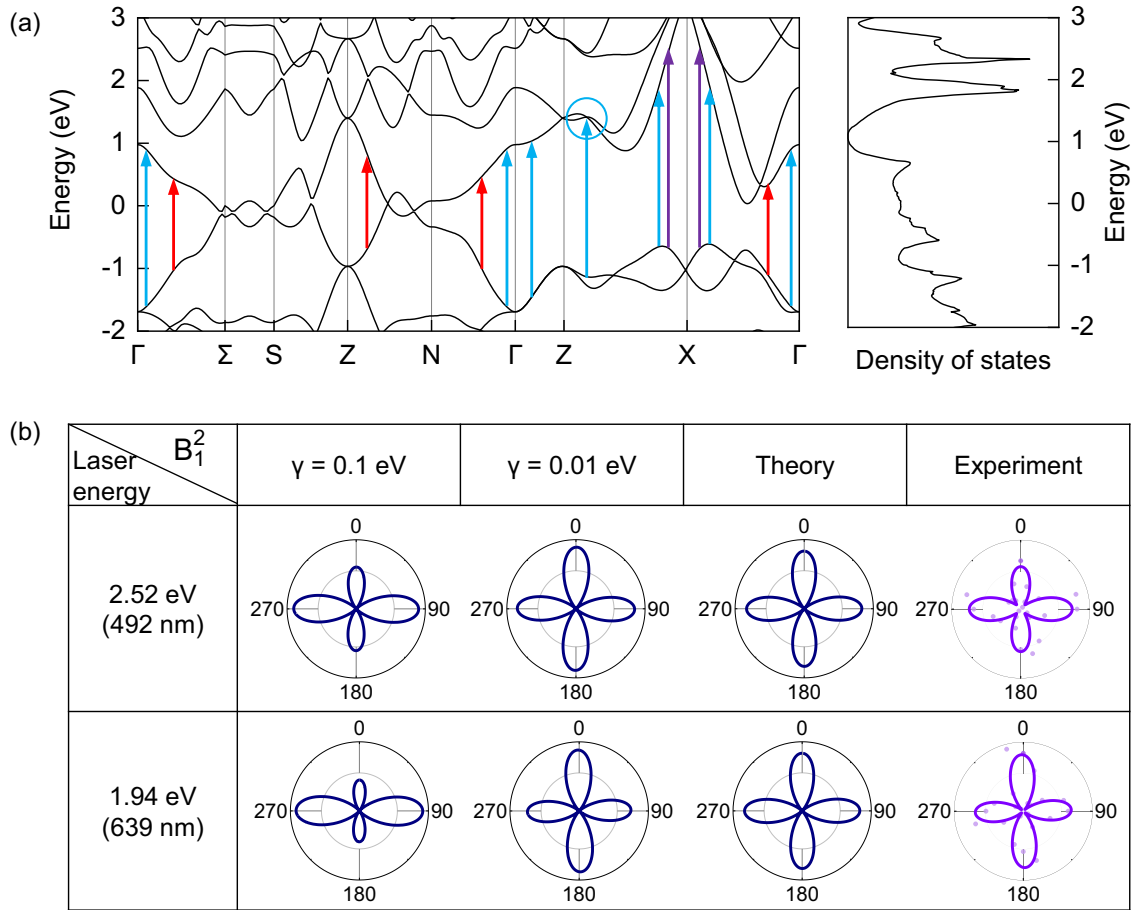 (a)
3
2
1
0
-1
-2
Energy (eV)
Γ Σ S Z N Γ Z X Γ
3
2
1
0
-1
-2
Energy (eV)
Density of states
(b)
B₁² Laser energy
γ = 0.1 eV
γ = 0.01 eV
Theory
Experiment
2.52 eV
(492 nm)
0
270 90
180
0
270 90
180
0
270 90
180
0
270 90
180
1.94 eV
(639 nm)
0
270 90
180
0
270 90
180
0
270 90
180
0
270 90
180